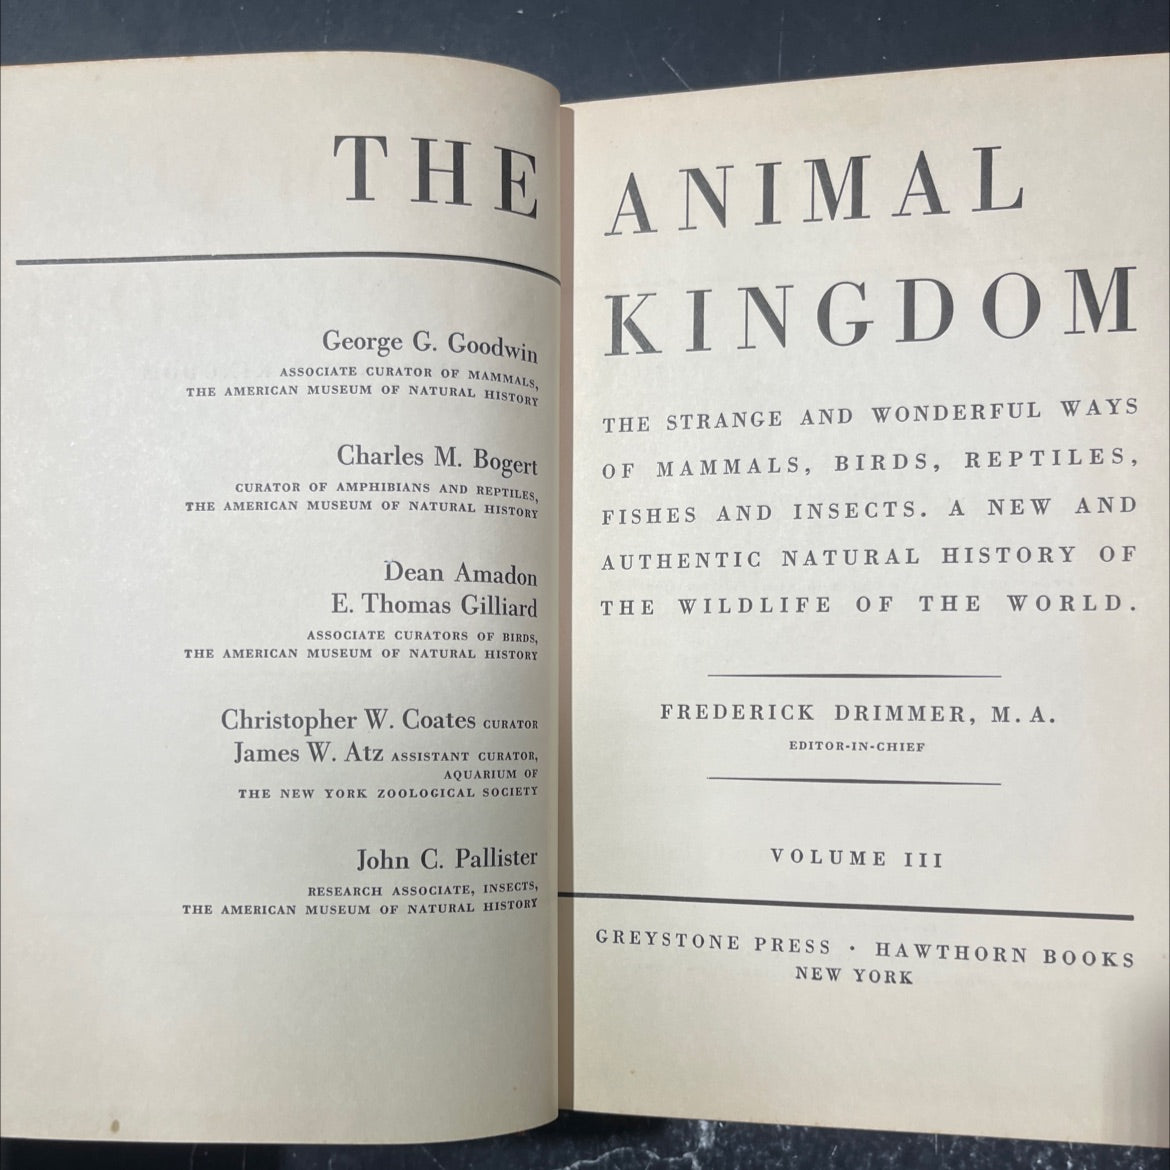 THE
George G. Goodwin
ASSOCIATE CURATOR OF MAMMALS,
THE AMERICAN MUSEUM OF NATURAL HISTORY
Charles M. Bogert
CURATOR OF AMPHIBIANS AND REPTILES,
THE AMERICAN MUSEUM OF NATURAL HISTORY
Dean Amadon
E. Thomas Gilliard
ASSOCIATE CURATORS OF BIRDS,
THE AMERICAN MUSEUM OF NATURAL HISTORY
Christopher W. Coates CURATOR
James W. Atz ASSISTANT CURATOR,
AQUARIUM OF
THE NEW YORK ZOOLOGICAL SOCIETY
John C. Pallister
RESEARCH ASSOCIATE, INSECTS,
THE AMERICAN MUSEUM OF NATURAL HISTORY
ANIMAL
KINGDOM
THE STRANGE AND WONDERFUL WAYS
OF MAMMALS, BIRDS, REPTILES,
FISHES AND INSECTS. A NEW AND
AUTHENTIC NATURAL HISTORY OF
THE WILDLIFE OF THE WORLD.
FREDERICK DRIMMER, M.A.
EDITOR-IN-CHIEF
VOLUME III
GREYSTONE PRESS · HAWTHORN BOOKS
NEW YORK